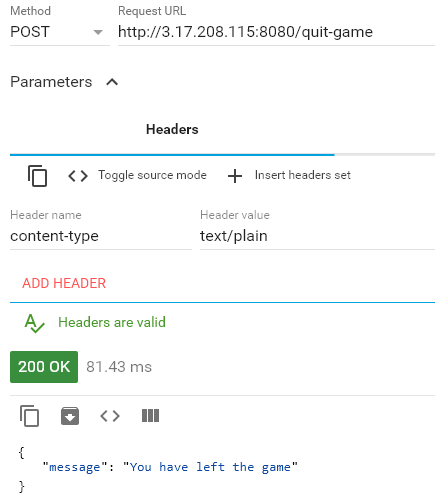 Method Request URL
POST http://3.17.208.115:8080/quit-game
Parameters
Headers
Toggle source mode Insert headers set
Header name Header value
content-type text/plain
ADD HEADER
Headers are valid
200 OK 81.43 ms
{
"message": "You have left the game"
}